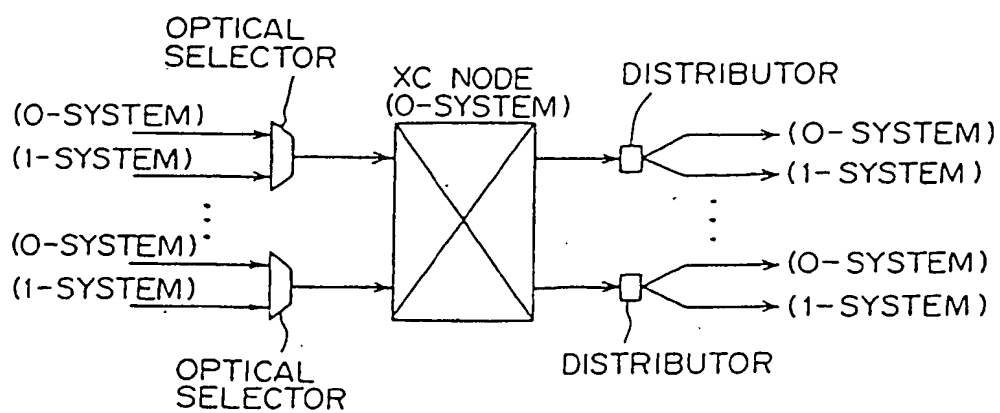 OPTICAL
SELECTOR
XC NODE
(0-SYSTEM)
DISTRIBUTOR
(0-SYSTEM)
(1-SYSTEM)
(0-SYSTEM)
(1-SYSTEM)
(0-SYSTEM)
(1-SYSTEM)
(0-SYSTEM)
(1-SYSTEM)
OPTICAL
SELECTOR
DISTRIBUTOR